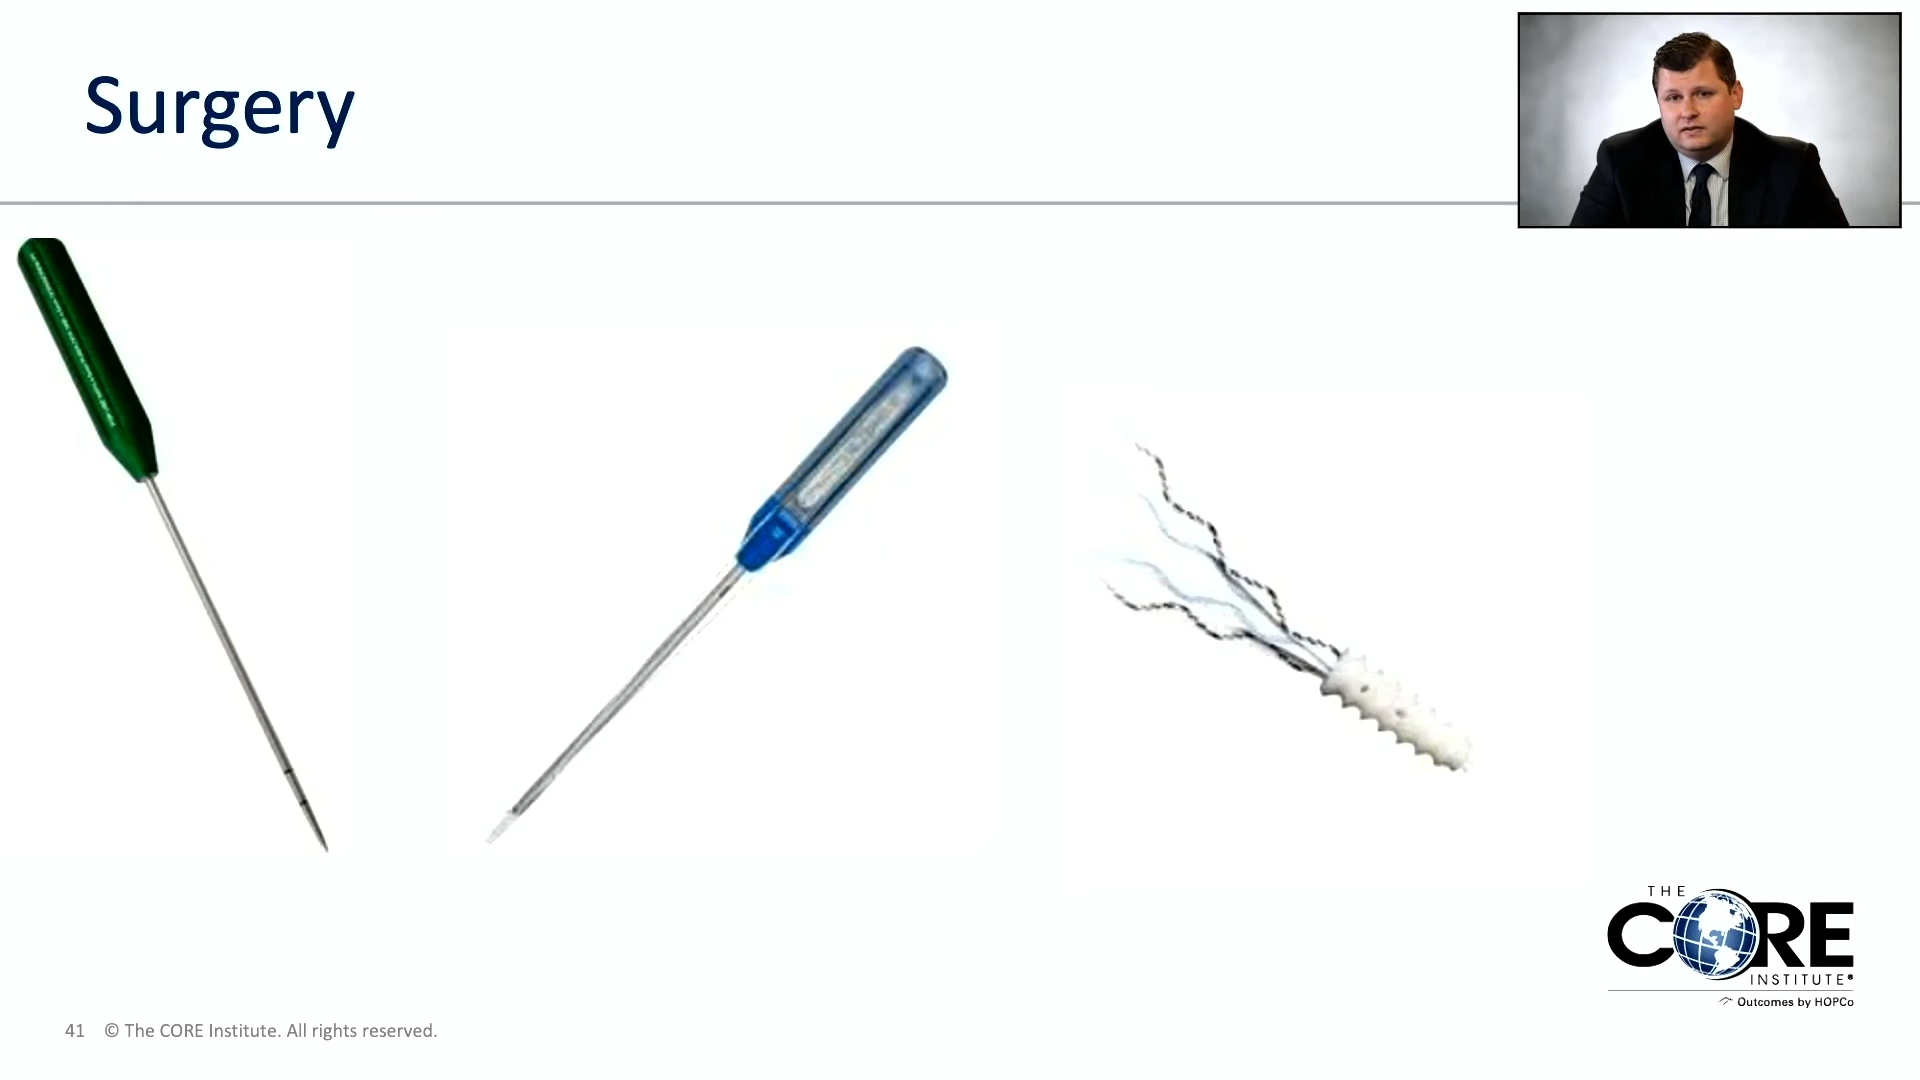 Surgery
THE
CORE
INSTITUTE®
Outcomes by HOPCo
41 © The CORE Institute. All rights reserved.